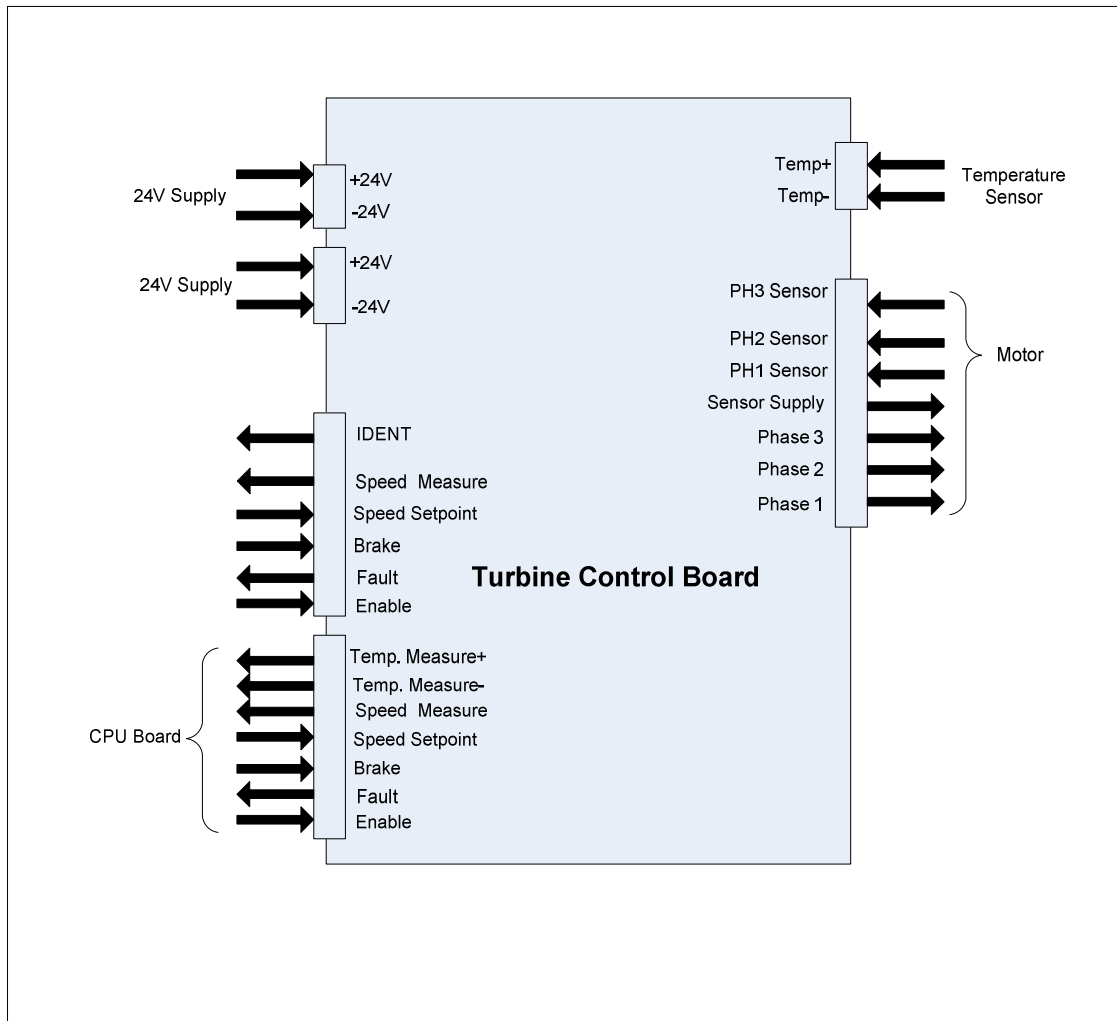 24V Supply
+24V
-24V
24V Supply
+24V
-24V
IDENT
Speed Measure
Speed Setpoint
Brake
Fault
Enable
CPU Board
Temp. Measure+
Temp. Measure-
Speed Measure
Speed Setpoint
Brake
Fault
Enable
Turbine Control Board
Temp+
Temp-
Temperature
Sensor
PH3 Sensor
PH2 Sensor
PH1 Sensor
Sensor Supply
Phase 3
Phase 2
Phase 1
Motor